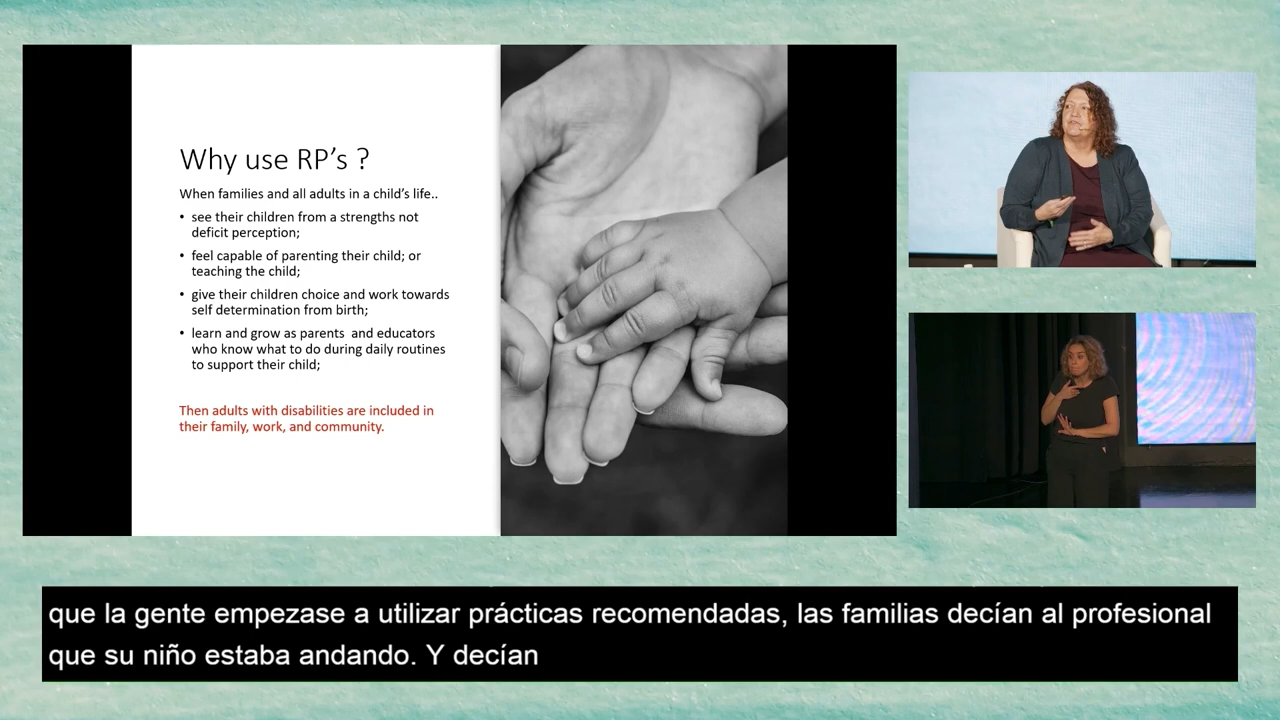 Why use RP's ?
When families and all adults in a child's life..
• see their children from a strengths not
deficit perception;
• feel capable of parenting their child; or
teaching the child;
• give their children choice and work towards
self determination from birth;
• learn and grow as parents and educators
who know what to do during daily routines
to support their child;
Then adults with disabilities are included in
their family, work, and community.
que la gente empezase a utilizar prácticas recomendadas, las familias decían al profesional
que su niño estaba andando. Y decían